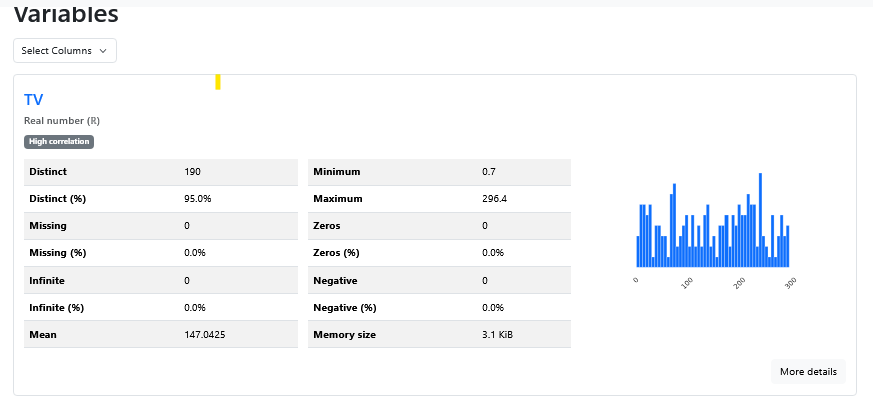 Variables
Select Columns
TV
Real number (ℝ)
High correlation
Distinct 190 Minimum 0.7
Distinct (%) 95.0% Maximum 296.4
Missing 0 Zeros 0
Missing (%) 0.0% Zeros (%) 0.0%
Infinite 0 Negative 0
Infinite (%) 0.0% Negative (%) 0.0%
Mean 147.0425 Memory size 3.1 KiB
0 100 200 300
More details